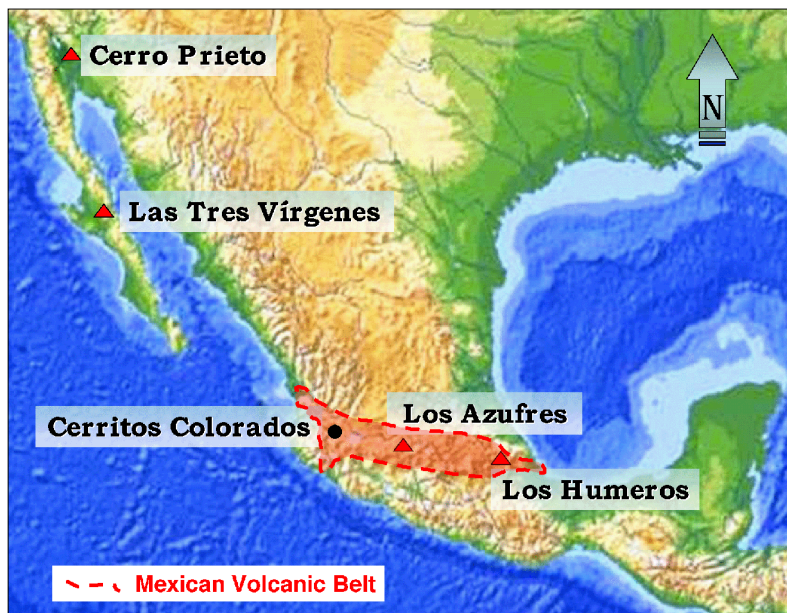 Cerro Prieto
N
Las Tres Vírgenes
Los Azufres
Cerritos Colorados
Los Humeros
Mexican Volcanic Belt